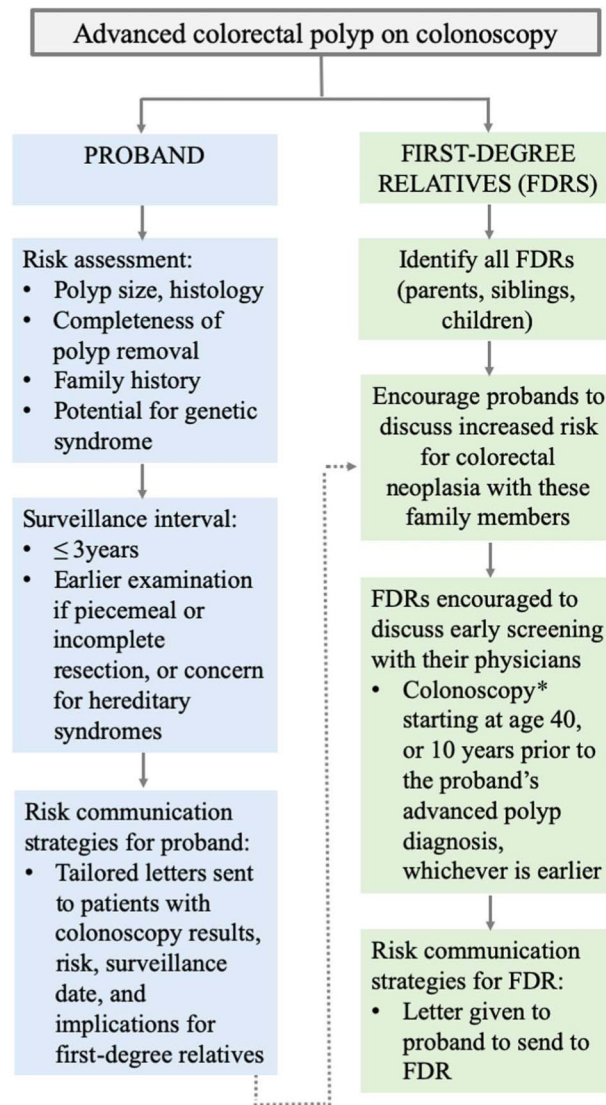 Advanced colorectal polyp on colonoscopy
PROBAND
Risk assessment:
• Polyp size, histology
• Completeness of
polyp removal
• Family history
• Potential for genetic
syndrome
Surveillance interval:
• ≤ 3years
• Earlier examination
if piecemeal or
incomplete
resection, or concern
for hereditary
syndromes
Risk communication
strategies for proband:
• Tailored letters sent
to patients with
colonoscopy results,
risk, surveillance
date, and
implications for
first-degree relatives
FIRST-DEGREE
RELATIVES (FDRS)
Identify all FDRs
(parents, siblings,
children)
Encourage probands to
discuss increased risk
for colorectal
neoplasia with these
family members
FDRs encouraged to
discuss early screening
with their physicians
• Colonoscopy*
starting at age 40,
or 10 years prior to
the proband’s
advanced polyp
diagnosis,
whichever is earlier
Risk communication
strategies for FDR:
• Letter given to
proband to send to
FDR